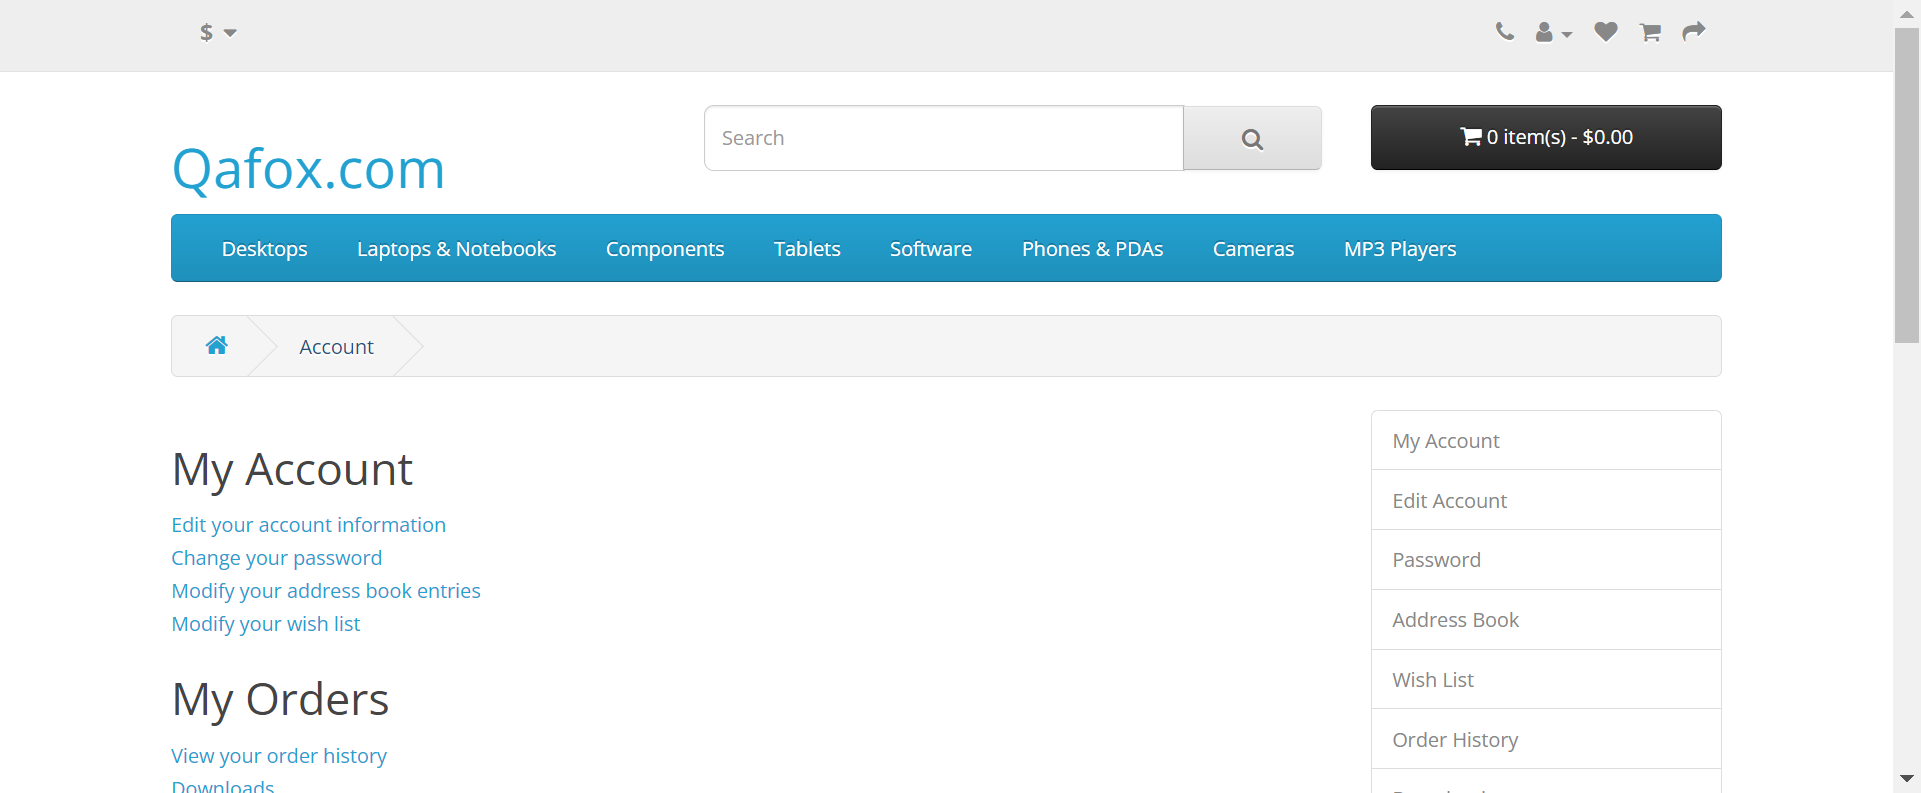 $
Search
0 item(s) - $0.00
Qafox.com
Desktops Laptops & Notebooks Components Tablets Software Phones & PDAs Cameras MP3 Players
Account
My Account
Edit your account information
Change your password
Modify your address book entries
Modify your wish list
My Orders
View your order history
Downloads
My Account
Edit Account
Password
Address Book
Wish List
Order History